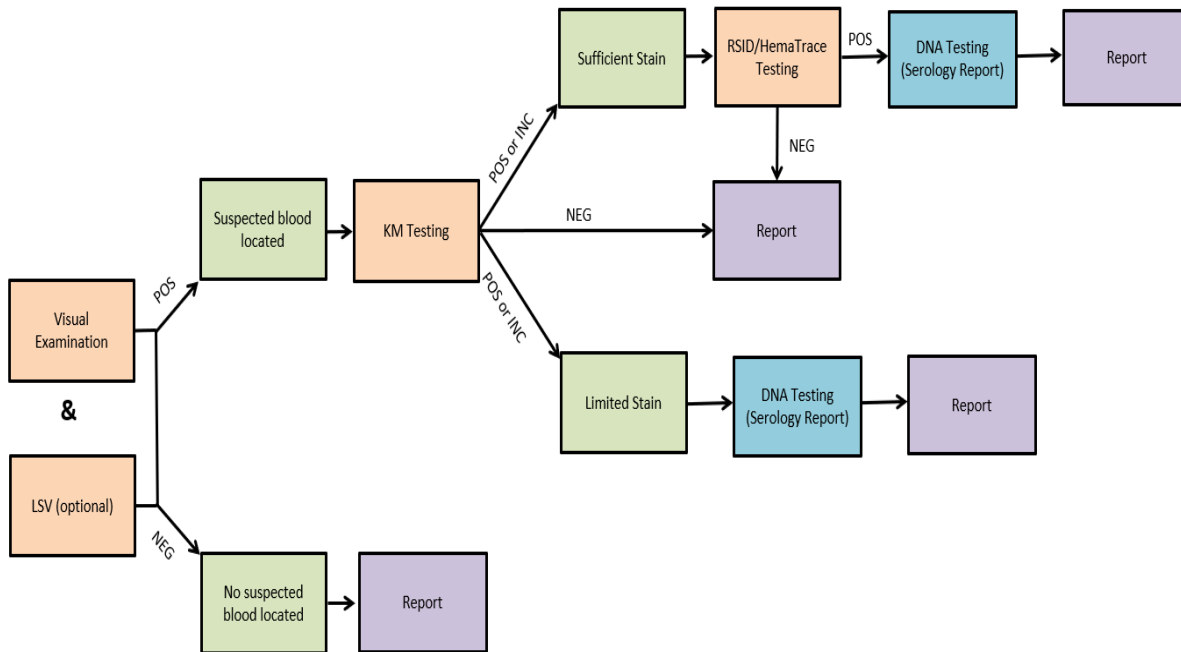 Sufficient Stain
RSID/HemaTrace
Testing
POS
DNA Testing
(Serology Report)
Report
POS or INC
NEG
Suspected blood
located
KM Testing
NEG
Report
POS
POS or INC
Visual
Examination
&
Limited Stain
DNA Testing
(Serology Report)
Report
LSV (optional)
NEG
No suspected
blood located
Report